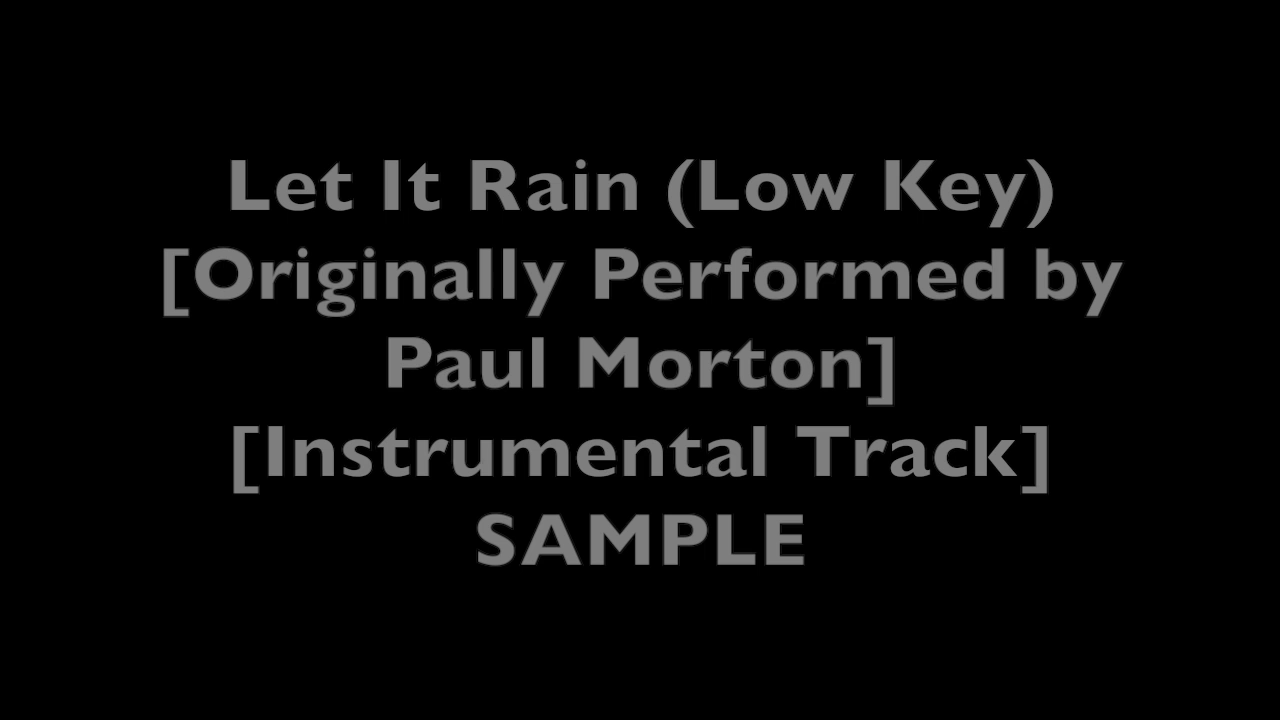 Let It Rain (Low Key)
[Originally Performed by
Paul Morton]
[Instrumental Track]
SAMPLE